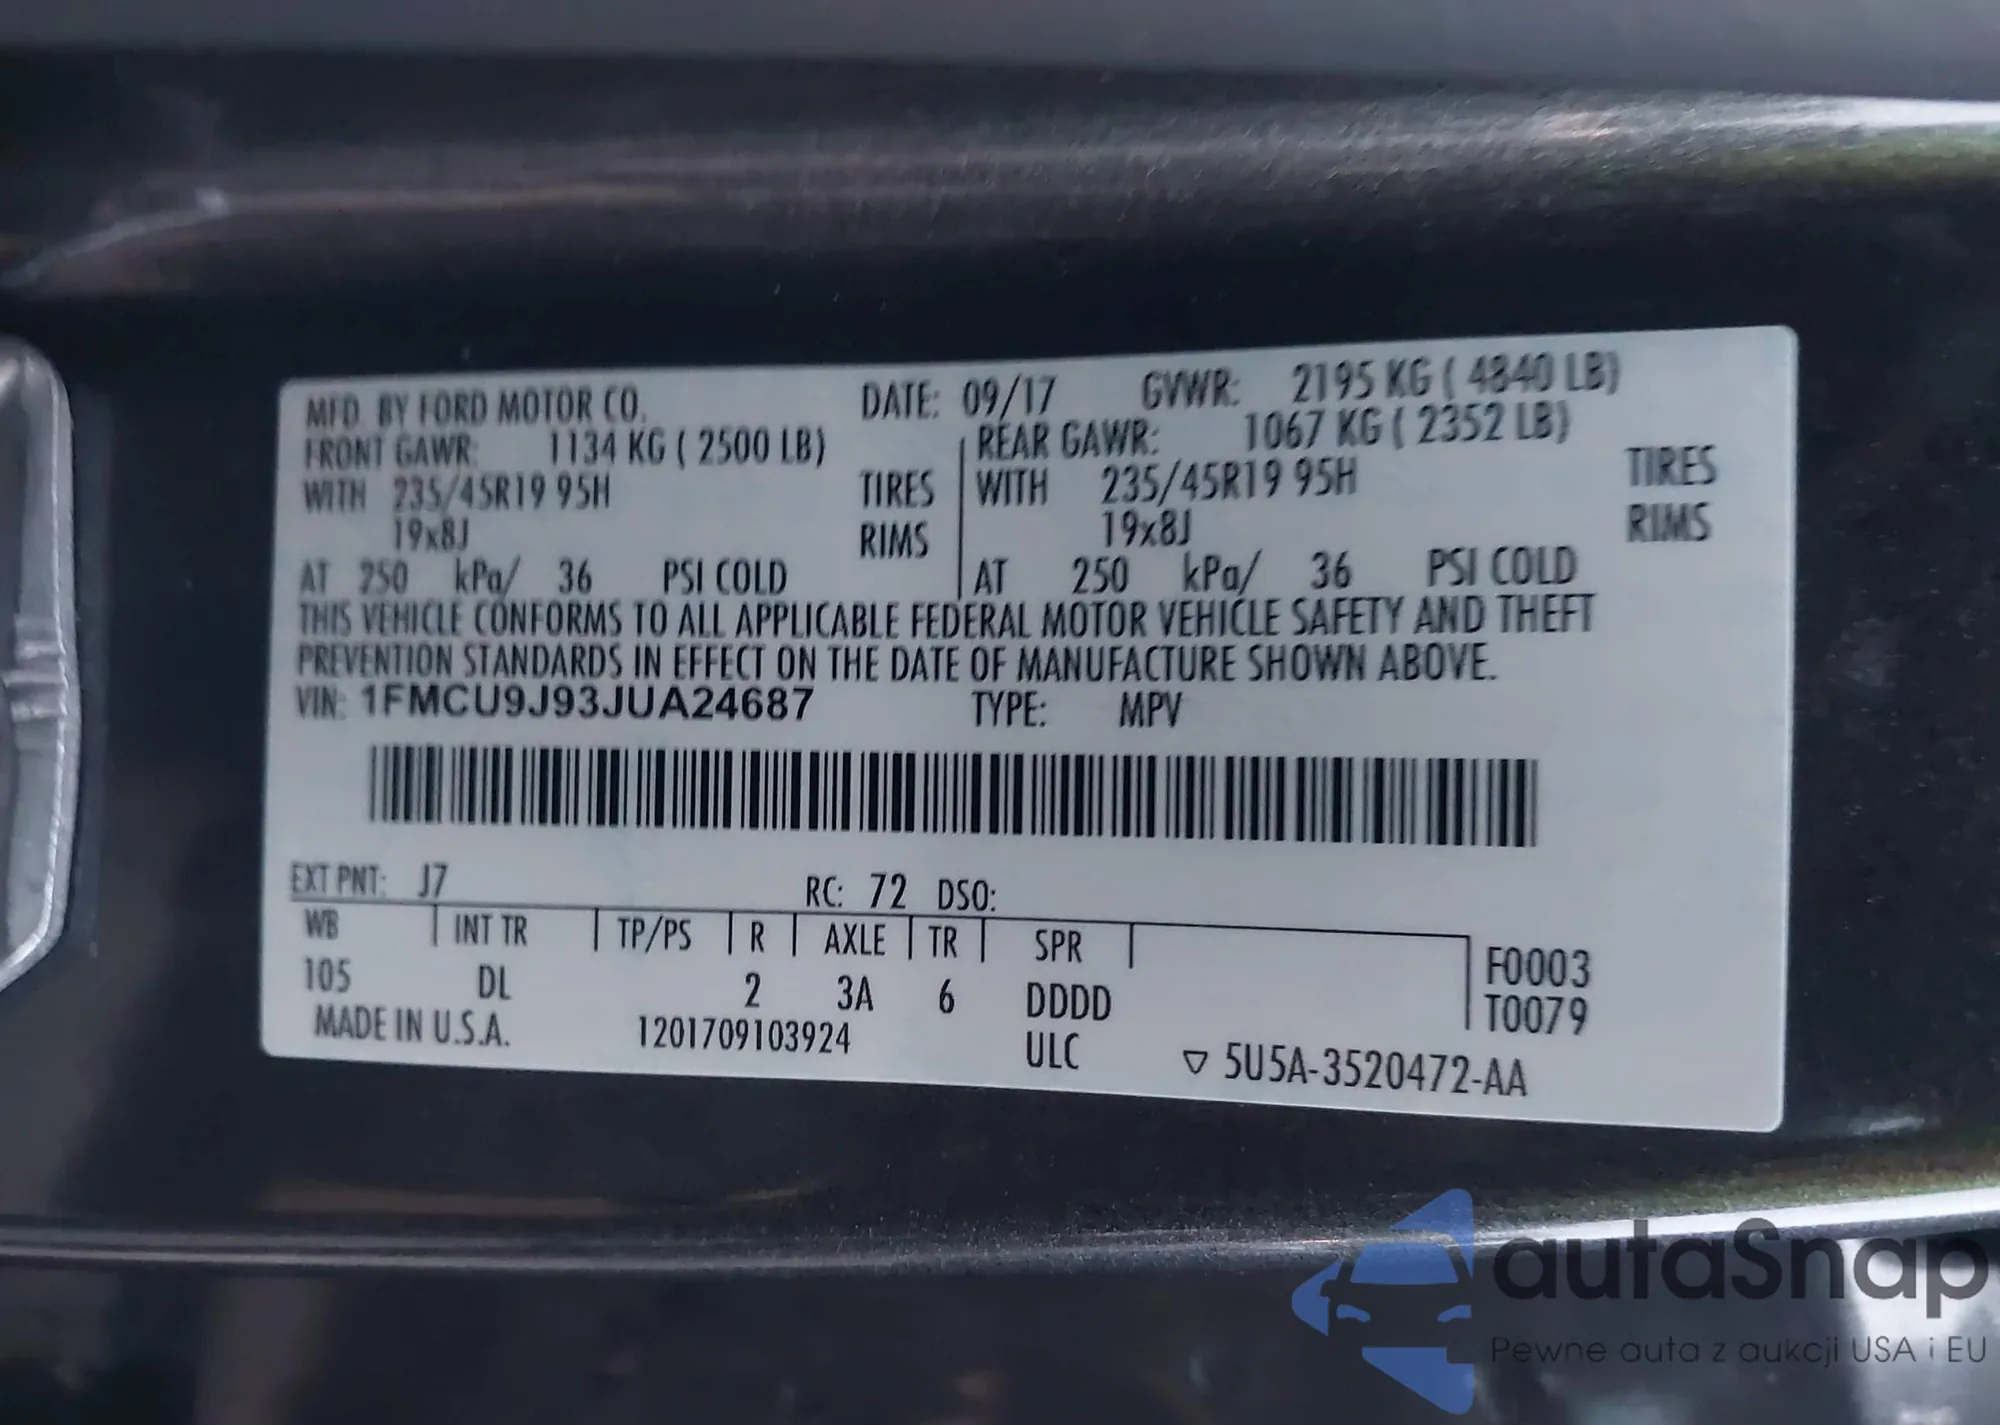 MFD. BY FORD MOTOR CO. DATE: 09/17 GVWR: 2195 KG ( 4840 LB)
FRONT GAWR: 1134 KG ( 2500 LB) REAR GAWR: 1067 KG ( 2352 LB)
WITH 235/45R19 95H TIRES WITH 235/45R19 95H TIRES
19x8J RIMS 19x8J RIMS
AT 250 kPa/ 36 PSI COLD AT 250 kPa/ 36 PSI COLD
THIS VEHICLE CONFORMS TO ALL APPLICABLE FEDERAL MOTOR VEHICLE SAFETY AND THEFT
PREVENTION STANDARDS IN EFFECT ON THE DATE OF MANUFACTURE SHOWN ABOVE.
VIN: 1FMCU9J93JUA24687 TYPE: MPV
EXT PNT: J7 RC: 72 DSO:
WB INT TR TP/PS R AXLE TR SPR F0003
105 DL 2 3A 6 DDDD T0079
MADE IN U.S.A. 1201709103924 ULC ▽ 5U5A-3520472-AA
autaSnap
Pewne auta z aukcji USA i EU